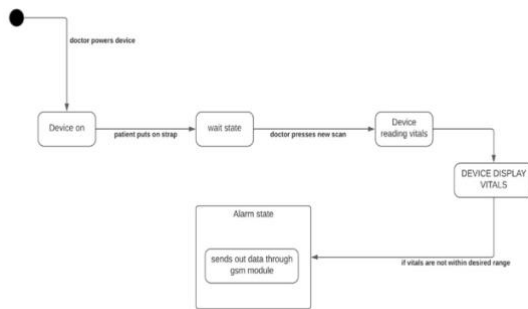 doctor powers device
Device on
patient puts on strap
wait state
doctor presses new scan
Device
reading vitals
DEVICE DISPLAY
VITALS
Alarm state
sends out data through
gsm module
if vitals are not within desired range